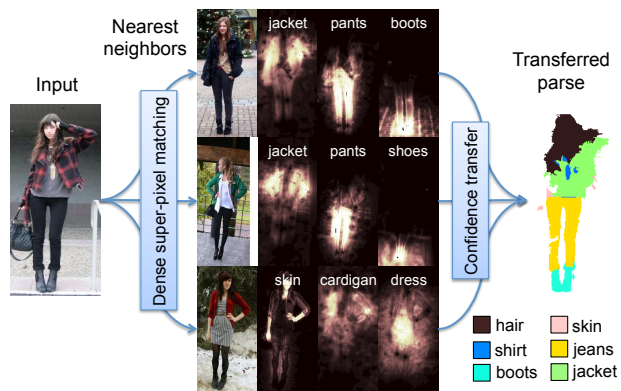 Nearest
neighbors
Input
Dense super-pixel matching
jacket pants boots
jacket pants shoes
skin cardigan dress
Confidence transfer
Transferred
parse
hair skin
shirt jeans
boots jacket